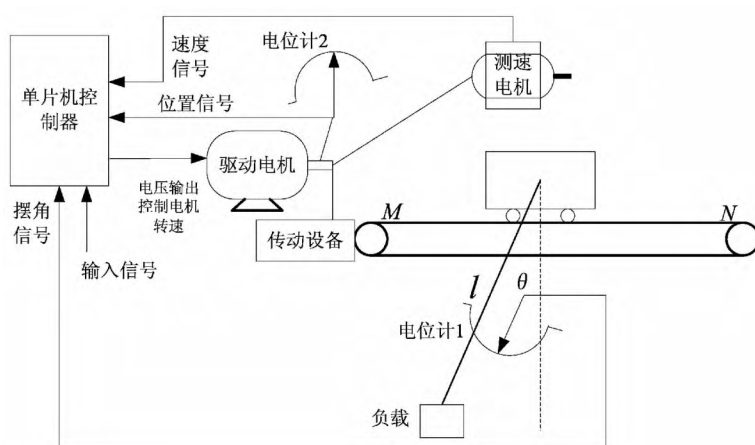 速度
信号
电位计2
测速
电机
单片机控
制器
位置信号
驱动电机
电压输出
控制电机
转速
摆角
信号
输入信号
传动设备
M
N
l
θ
电位计1
负载